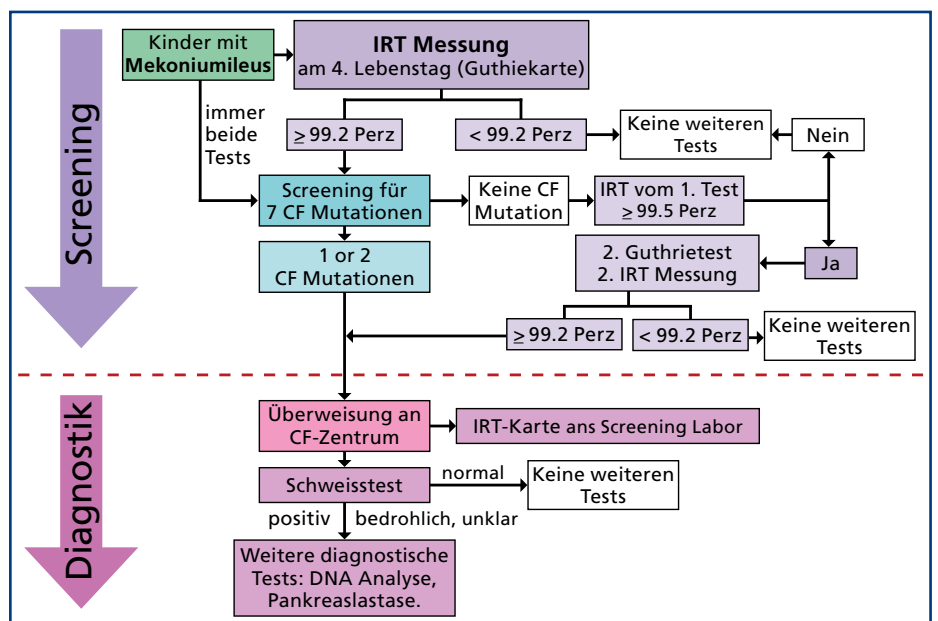 Screening
Kinder mit
Mekoniumileus
IRT Messung
am 4. Lebenstag (Guthiekarte)
immer
beide
Tests
≥ 99.2 Perz
< 99.2 Perz
Keine weiteren
Tests
Nein
Screening für
7 CF Mutationen
Keine CF
Mutation
IRT vom 1. Test
≥ 99.5 Perz
1 or 2
CF Mutationen
2. Guthrietest
2. IRT Messung
Ja
≥ 99.2 Perz
< 99.2 Perz
Keine weiteren
Tests
Diagnostik
Überweisung an
CF-Zentrum
IRT-Karte ans Screening Labor
Schweisstest
normal
Keine weiteren
Tests
positiv
bedrohlich, unklar
Weitere diagnostische
Tests: DNA Analyse,
Pankreaslastase.